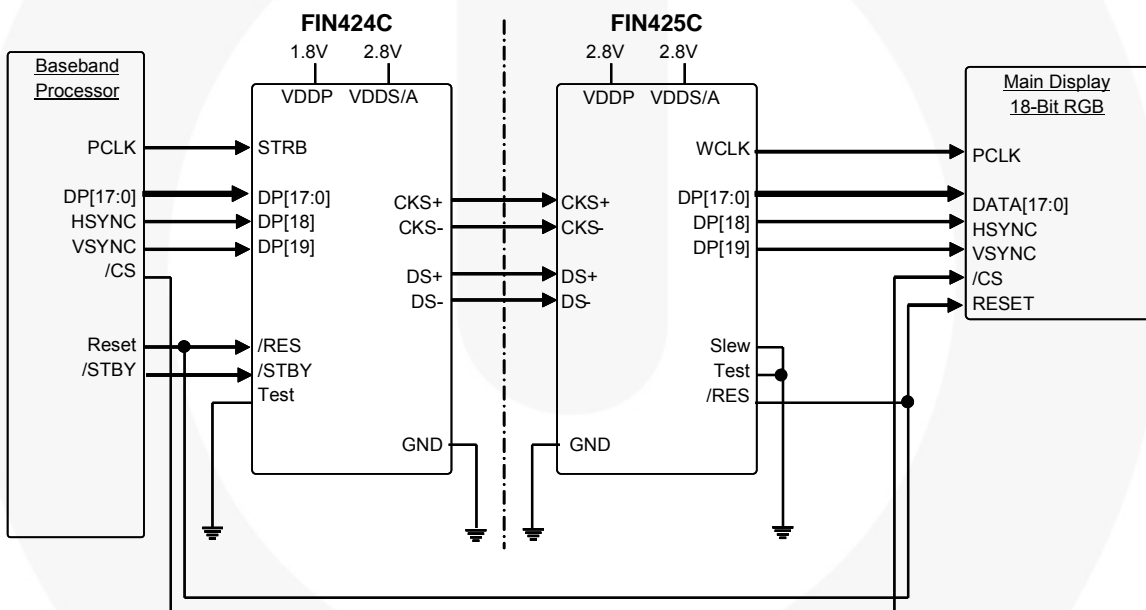 FIN424C
FIN425C
1.8V 2.8V
2.8V 2.8V
Baseband
Processor
PCLK
DP[17:0]
HSYNC
VSYNC
/CS
Reset
/STBY
VDDP VDDS/A
STRB
DP[17:0]
DP[18]
DP[19]
/RES
/STBY
Test
CKS+
CKS-
DS+
DS-
GND
VDDP VDDS/A
CKS+
CKS-
DS+
DS-
GND
WCLK
DP[17:0]
DP[18]
DP[19]
Slew
Test
/RES
Main Display
18-Bit RGB
PCLK
DATA[17:0]
HSYNC
VSYNC
/CS
RESET